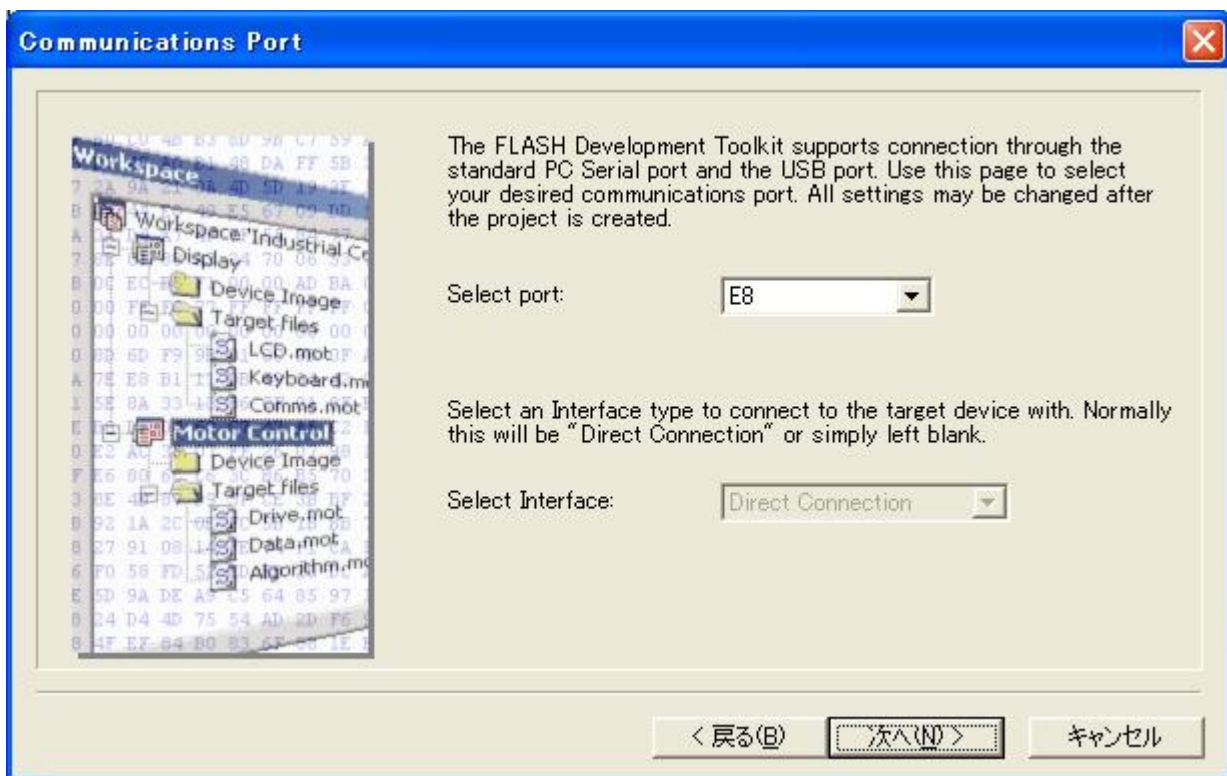 Communications Port
Workspace
Workspace 'Industrial Co
Display
Device Image
Target files
LCD.mot
Keyboard.mo
Comms.mot
Motor Control
Device Image
Target files
Drive.mot
Data.mot
Algorithm.mo
The FLASH Development Toolkit supports connection through the
standard PC Serial port and the USB port. Use this page to select
your desired communications port. All settings may be changed after
the project is created.
Select port:
E8
Select an Interface type to connect to the target device with. Normally
this will be "Direct Connection" or simply left blank.
Select Interface:
Direct Connection
< 戻る(B)
次へ(N) >
キャンセル